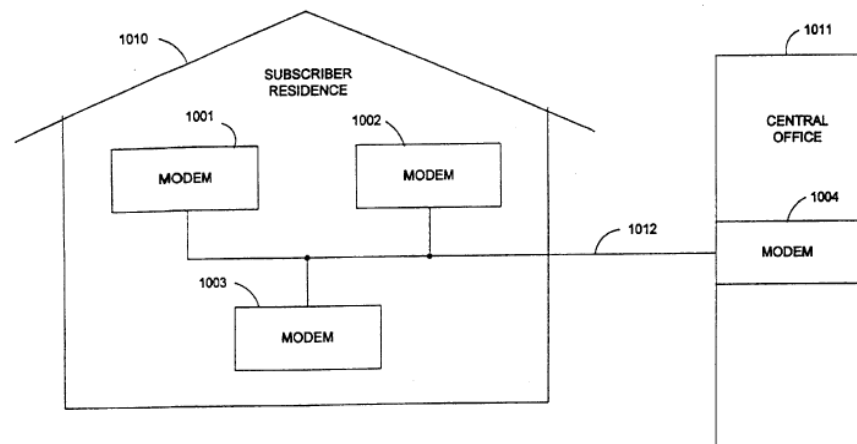 1010
1011
SUBSCRIBER
RESIDENCE
1001
1002
CENTRAL
OFFICE
MODEM
MODEM
1004
1012
MODEM
1003
MODEM